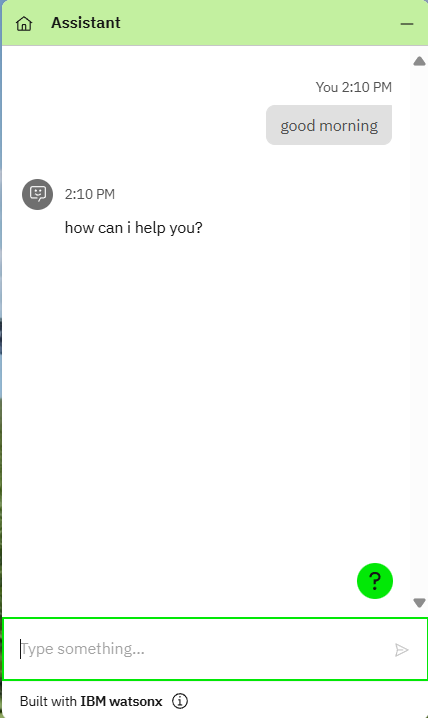 Assistant
You 2:10 PM
good morning
2:10 PM
how can i help you?
?
Type something...
Built with IBM watsonx